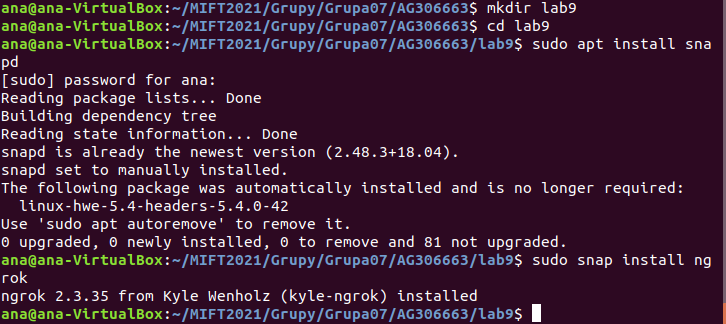 ana@ana-VirtualBox:~/MIFT2021/Grupy/Grupa07/AG306663$ mkdir lab9
ana@ana-VirtualBox:~/MIFT2021/Grupy/Grupa07/AG306663$ cd lab9
ana@ana-VirtualBox:~/MIFT2021/Grupy/Grupa07/AG306663/lab9$ sudo apt install sna
pd
[sudo] password for ana:
Reading package lists... Done
Building dependency tree
Reading state information... Done
snapd is already the newest version (2.48.3+18.04).
snapd set to manually installed.
The following package was automatically installed and is no longer required:
  linux-hwe-5.4-headers-5.4.0-42
Use 'sudo apt autoremove' to remove it.
0 upgraded, 0 newly installed, 0 to remove and 81 not upgraded.
ana@ana-VirtualBox:~/MIFT2021/Grupy/Grupa07/AG306663/lab9$ sudo snap install ng
rok
ngrok 2.3.35 from Kyle Wenholz (kyle-ngrok) installed
ana@ana-VirtualBox:~/MIFT2021/Grupy/Grupa07/AG306663/lab9$